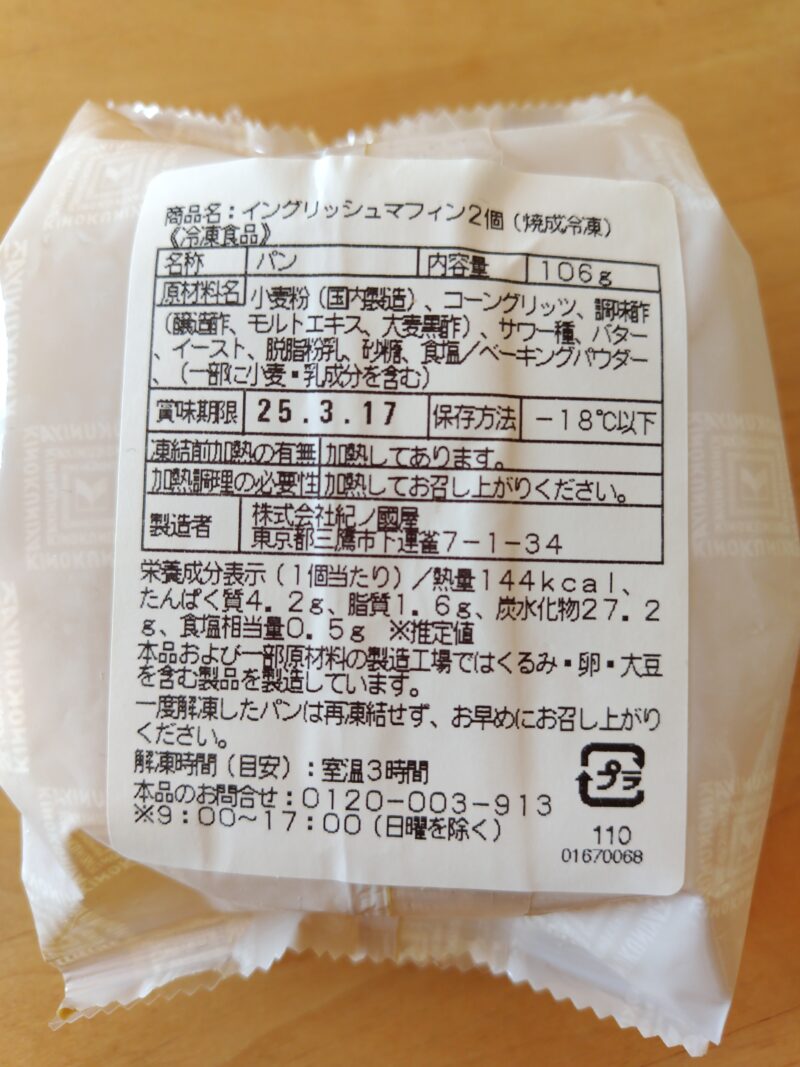 商品名：イングリッシュマフィン2個（焼成冷凍）
《冷凍食品》
名称 パン 内容量 106g
原材料名 小麦粉（国内製造）、コーングリッツ、調味酢
（醸造酢、モルトエキス、大麦黒酢）、サワー種、バター
、イースト、脱脂粉乳、砂糖、食塩／ベーキングパウダー
、（一部に小麦・乳成分を含む）
賞味期限 25.3.17 保存方法 －18℃以下
凍結前加熱の有無 加熱してあります。
加熱調理の必要性 加熱してお召し上がりください。
製造者 株式会社紀ノ國屋
東京都三鷹市下連雀7－1－34
栄養成分表示（1個当たり）／熱量144kcal、
たんぱく質4．2g、脂質1．6g、炭水化物27．2
g、食塩相当量0．5g ※推定値
本品および一部原材料の製造工場ではくるみ・卵・大豆
を含む製品を製造しています。
一度解凍したパンは再凍結せず、お早めにお召し上がり
ください。
解凍時間（目安）：室温3時間
本品のお問合せ：0120－003－913
※9：00～17：00（日曜を除く）
プラ
110
01670068
KINOKUNIYA